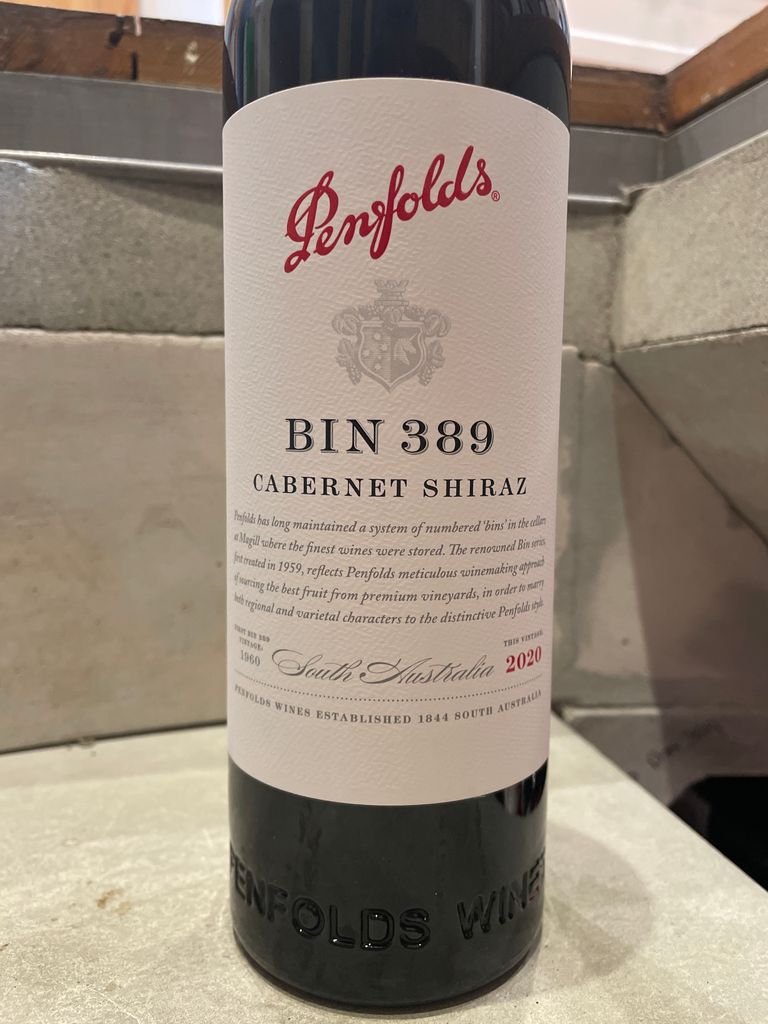 Penfolds®
BIN 389
CABERNET SHIRAZ
Penfolds has long maintained a system of numbered 'bins' in the cellars
at Magill where the finest wines were stored. The renowned Bin series,
first created in 1959, reflects Penfolds meticulous winemaking approach
of sourcing the best fruit from premium vineyards, in order to marry
both regional and varietal characters to the distinctive Penfolds style.
FIRST BIN 389
VINTAGE:
1960
South Australia
THIS VINTAGE
2020
PENFOLDS WINES ESTABLISHED 1844 SOUTH AUSTRALIA
PENFOLDS WINES